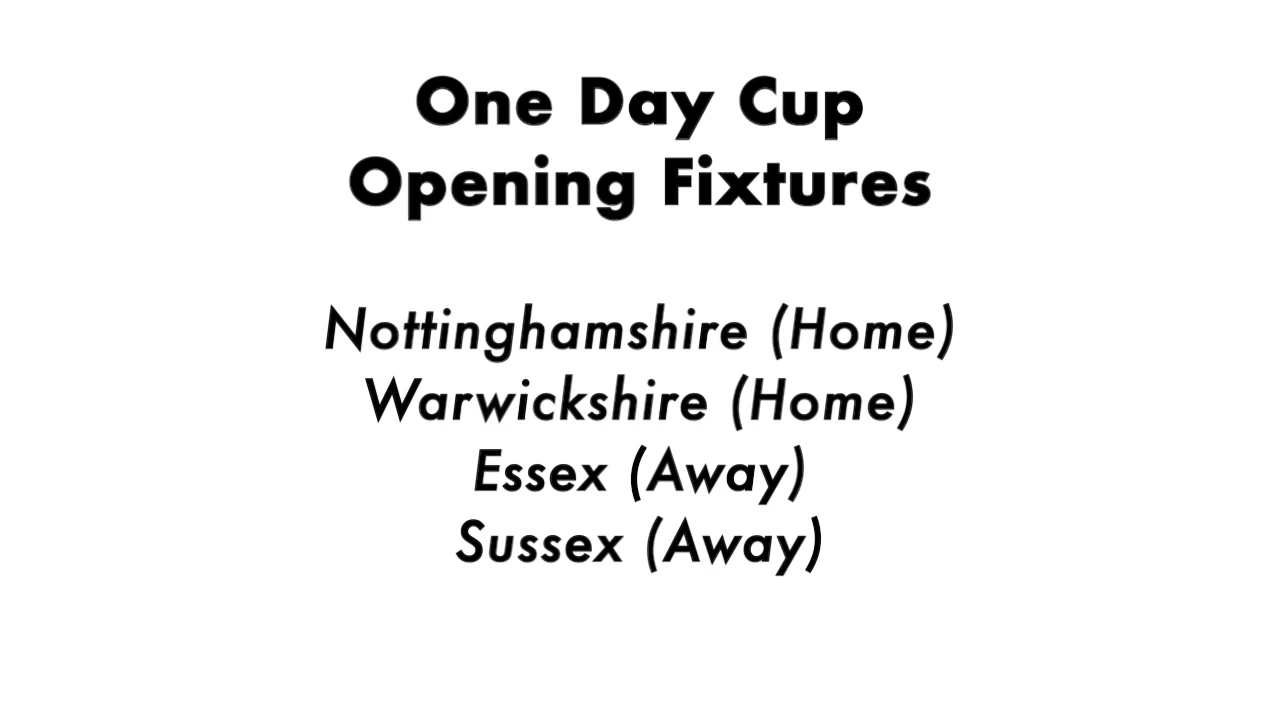 One Day Cup
Opening Fixtures
Nottinghamshire (Home)
Warwickshire (Home)
Essex (Away)
Sussex (Away)